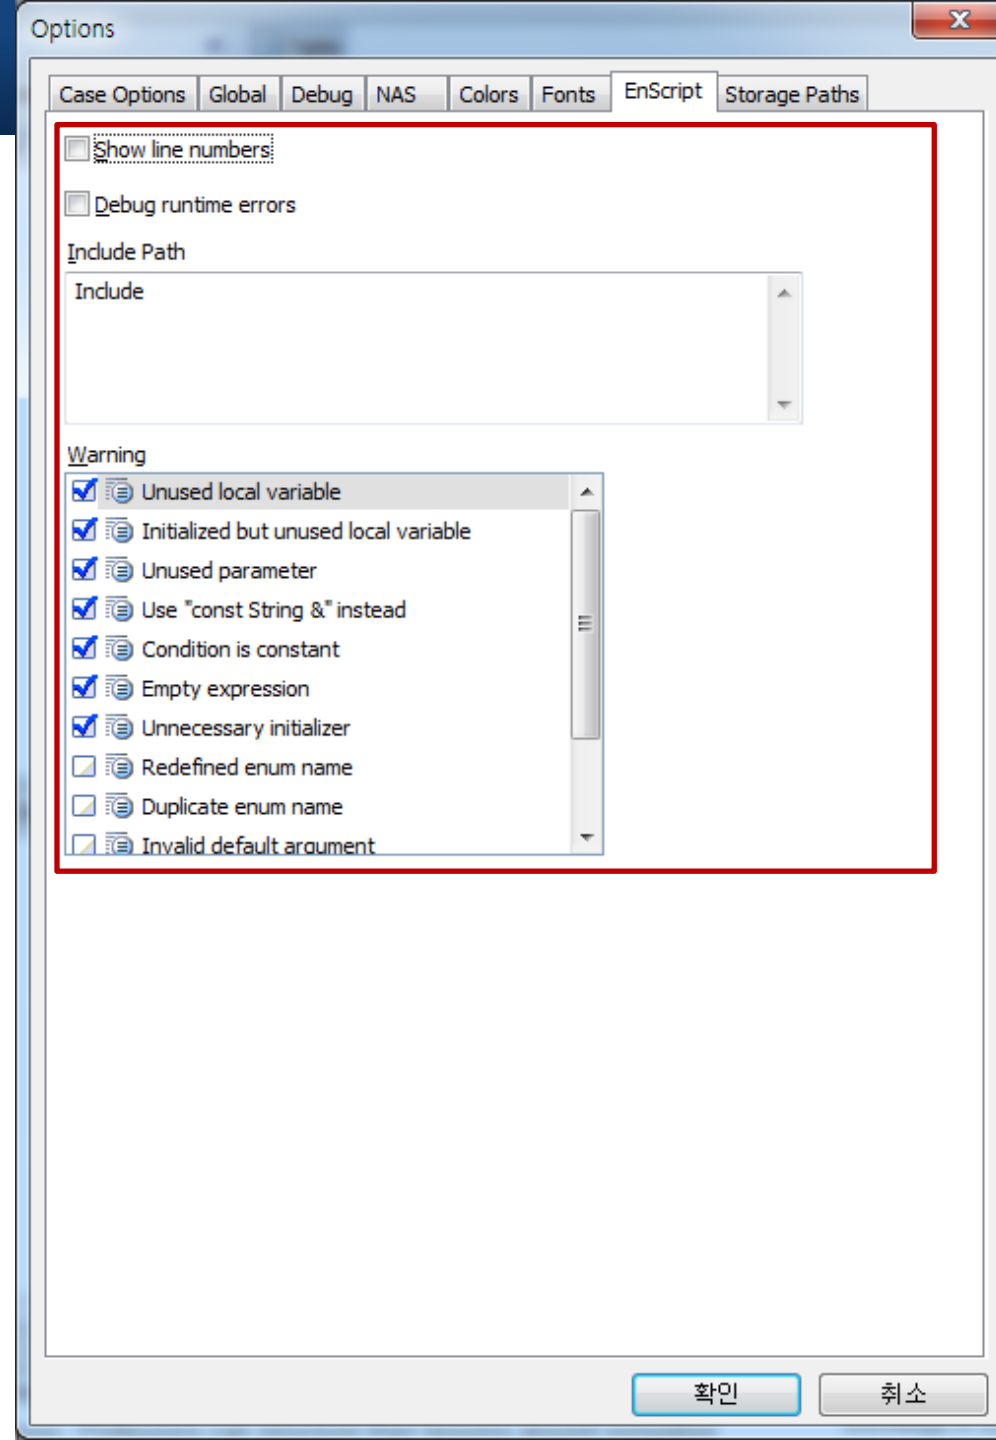 Options
Case Options Global Debug NAS Colors Fonts EnScript Storage Paths
Show line numbers
Debug runtime errors
Include Path
Include
Warning
Unused local variable
Initialized but unused local variable
Unused parameter
Use "const String &" instead
Condition is constant
Empty expression
Unnecessary initializer
Redefined enum name
Duplicate enum name
Invalid default argument
확인 취소